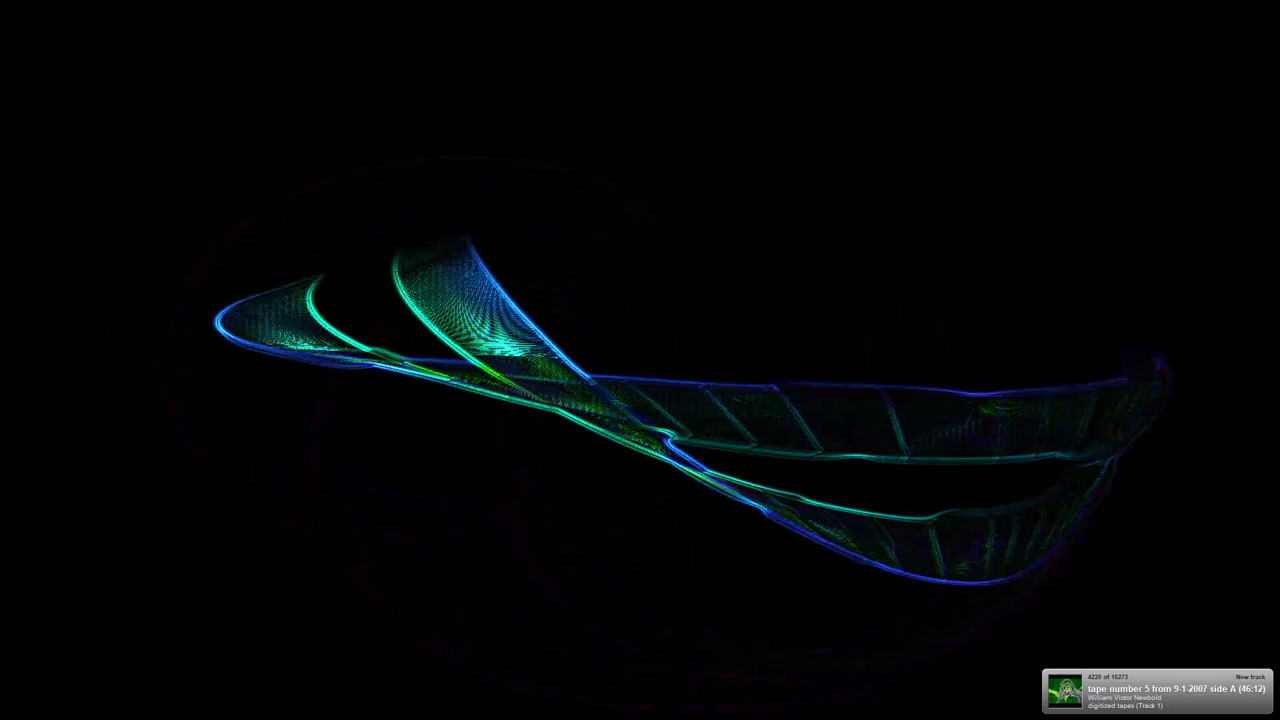 4220 of 16273 New track
tape number 5 from 9-1-2007 side A (46:12)
William Victor Newbold
digitized tapes (Track 1)